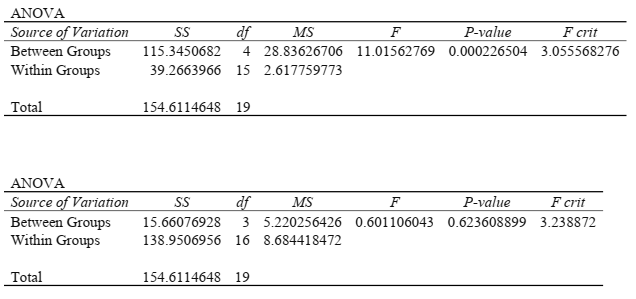 ANOVA
Source of Variation SS df MS F P-value F crit
Between Groups 115.3450682 4 28.83626706 11.01562769 0.000226504 3.055568276
Within Groups 39.2663966 15 2.617759773
Total 154.6114648 19
ANOVA
Source of Variation SS df MS F P-value F crit
Between Groups 15.66076928 3 5.220256426 0.601106043 0.623608899 3.238872
Within Groups 138.9506956 16 8.684418472
Total 154.6114648 19